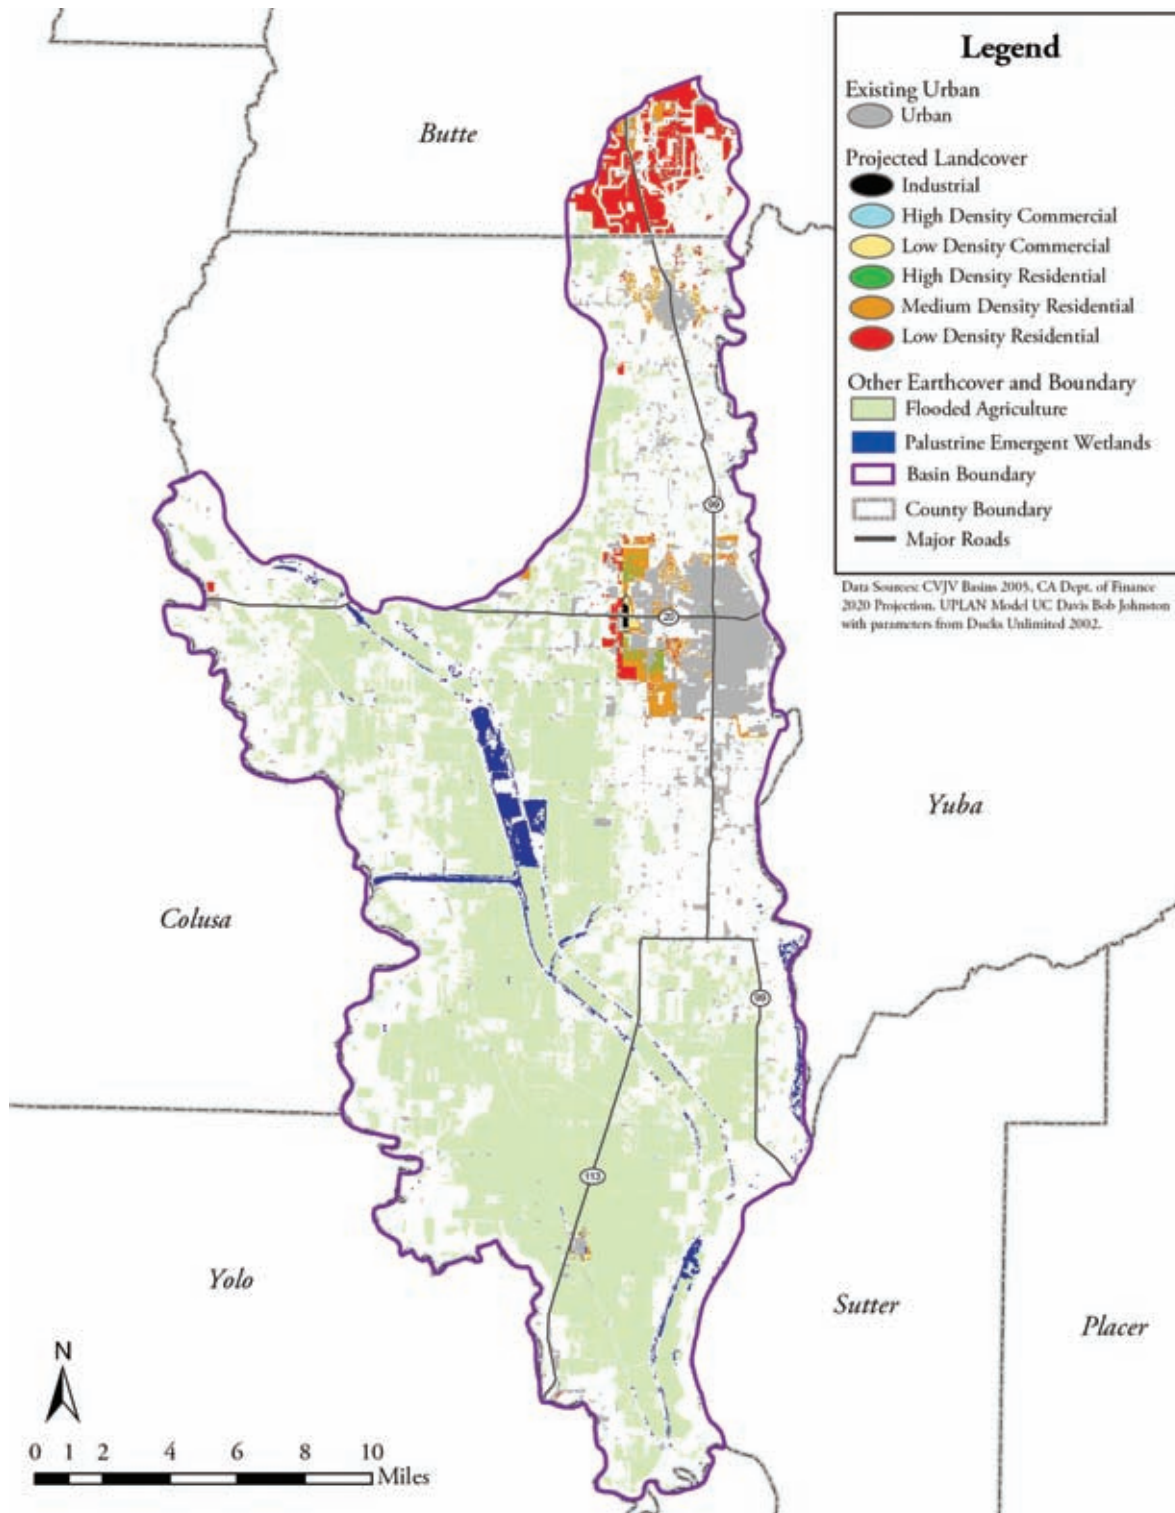 Legend
Existing Urban
Urban
Projected Landcover
Industrial
High Density Commercial
Low Density Commercial
High Density Residential
Medium Density Residential
Low Density Residential
Other Earthcover and Boundary
Flooded Agriculture
Palustrine Emergent Wetlands
Basin Boundary
County Boundary
Major Roads
Data Sources: CVJV Basins 2005, CA Dept. of Finance
2020 Projection. UPLAN Model UC Davis Bob Johnston
with parameters from Ducks Unlimited 2002.
Butte
99
20
Yuba
Colusa
99
113
Yolo
Sutter
Placer
N
0 1 2 4 6 8 10
Miles